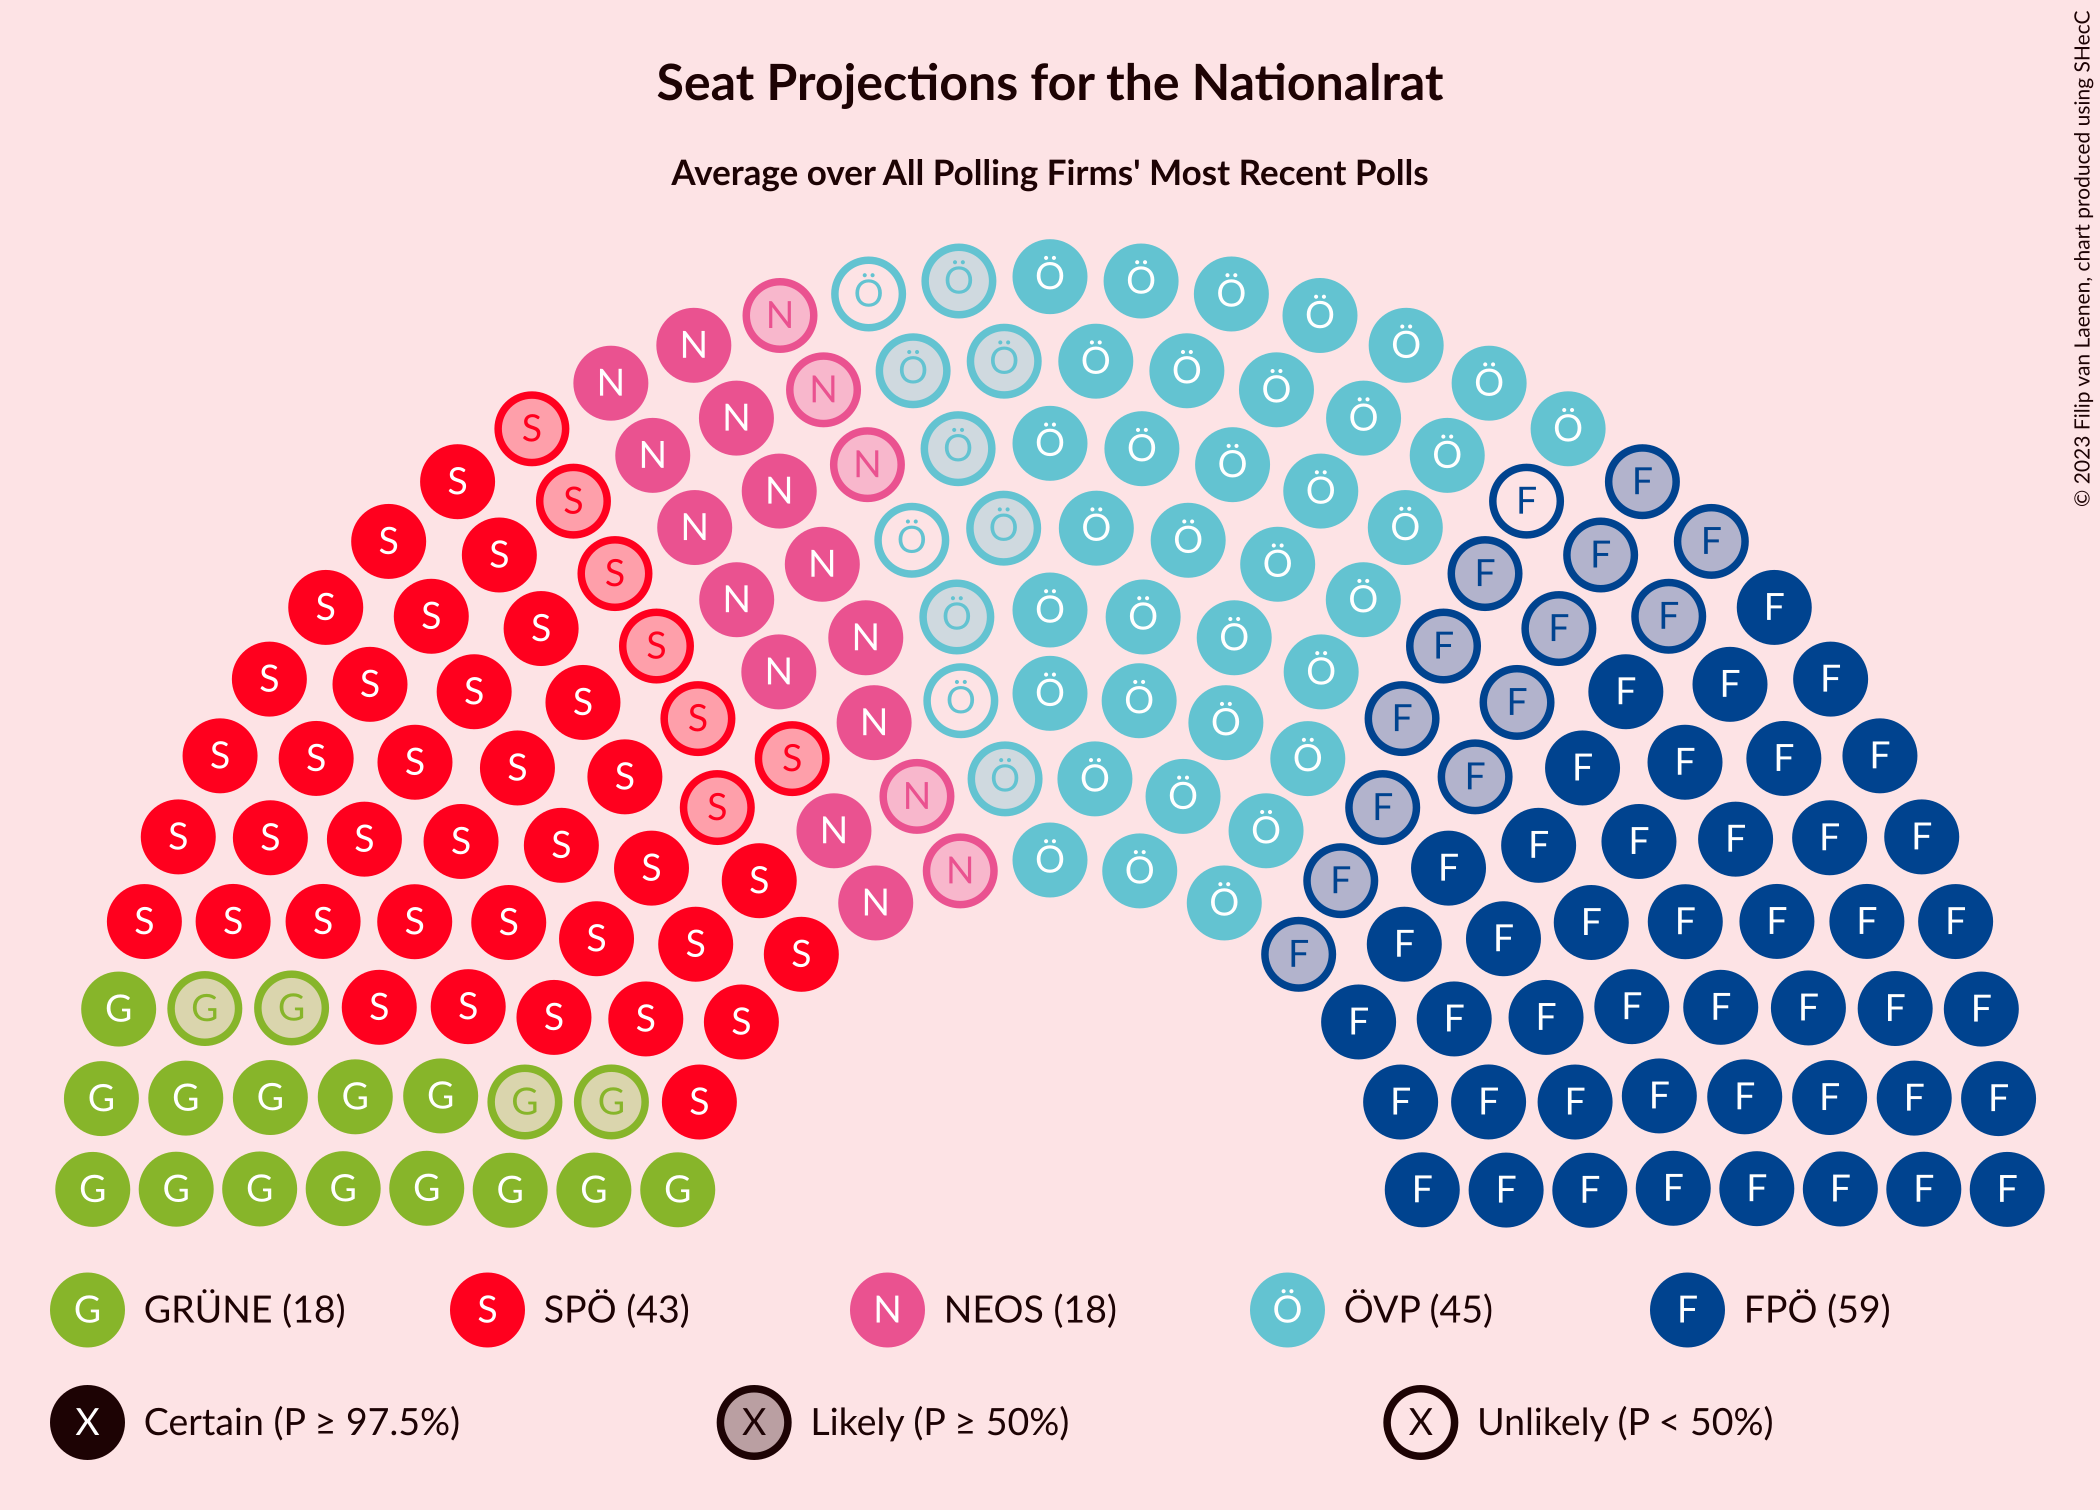 Seat Projections for the Nationalrat
Average over All Polling Firms' Most Recent Polls
© 2023 Filip van Laenen, chart produced using SHecC
Ö Ö Ö Ö Ö Ö Ö Ö Ö
N N N S S S S S S S S S G G G
F F F F F F F F F F F F
G GRÜNE (18) S SPÖ (43) N NEOS (18) Ö ÖVP (45) F FPÖ (59)
X Certain (P ≥ 97.5%) X Likely (P ≥ 50%) X Unlikely (P < 50%)